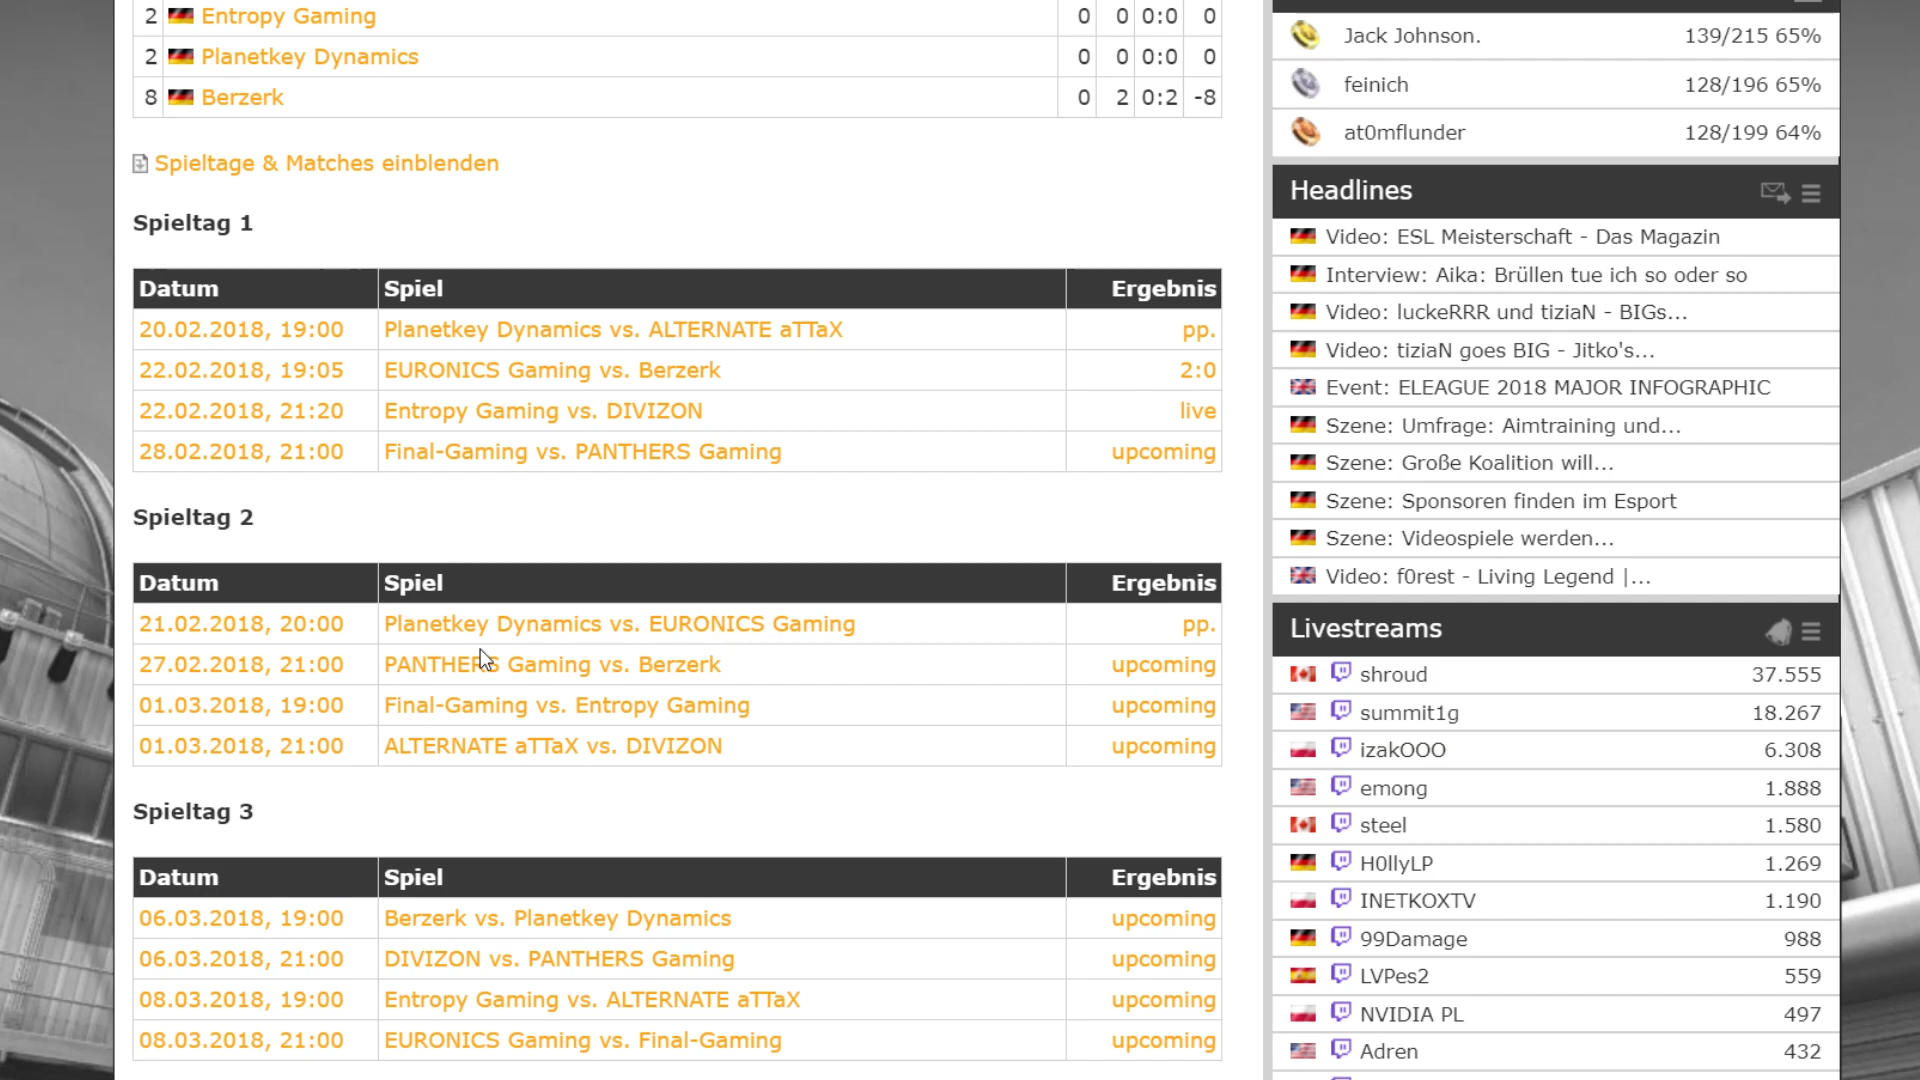 2 Entropy Gaming 0 0 0:0 0
2 Planetkey Dynamics 0 0 0:0 0
8 Berzerk 0 2 0:2 -8
Spieltage & Matches einblenden
Spieltag 1
Datum Spiel Ergebnis
20.02.2018, 19:00 Planetkey Dynamics vs. ALTERNATE aTTaX pp.
22.02.2018, 19:05 EURONICS Gaming vs. Berzerk 2:0
22.02.2018, 21:20 Entropy Gaming vs. DIVIZON live
28.02.2018, 21:00 Final-Gaming vs. PANTHERS Gaming upcoming
Spieltag 2
Datum Spiel Ergebnis
21.02.2018, 20:00 Planetkey Dynamics vs. EURONICS Gaming pp.
27.02.2018, 21:00 PANTHERS Gaming vs. Berzerk upcoming
01.03.2018, 19:00 Final-Gaming vs. Entropy Gaming upcoming
01.03.2018, 21:00 ALTERNATE aTTaX vs. DIVIZON upcoming
Spieltag 3
Datum Spiel Ergebnis
06.03.2018, 19:00 Berzerk vs. Planetkey Dynamics upcoming
06.03.2018, 21:00 DIVIZON vs. PANTHERS Gaming upcoming
08.03.2018, 19:00 Entropy Gaming vs. ALTERNATE aTTaX upcoming
08.03.2018, 21:00 EURONICS Gaming vs. Final-Gaming upcoming
Jack Johnson. 139/215 65%
feinich 128/196 65%
at0mflunder 128/199 64%
Headlines
Video: ESL Meisterschaft - Das Magazin
Interview: Aika: Brüllen tue ich so oder so
Video: luckeRRR und tiziaN - BIGs...
Video: tiziaN goes BIG - Jitko's...
Event: ELEAGUE 2018 MAJOR INFOGRAPHIC
Szene: Umfrage: Aimtraining und...
Szene: Große Koalition will...
Szene: Sponsoren finden im Esport
Szene: Videospiele werden...
Video: f0rest - Living Legend |...
Livestreams
shroud 37.555
summit1g 18.267
izakOOO 6.308
emong 1.888
steel 1.580
H0llyLP 1.269
INETKOXTV 1.190
99Damage 988
LVPes2 559
NVIDIA PL 497
Adren 432